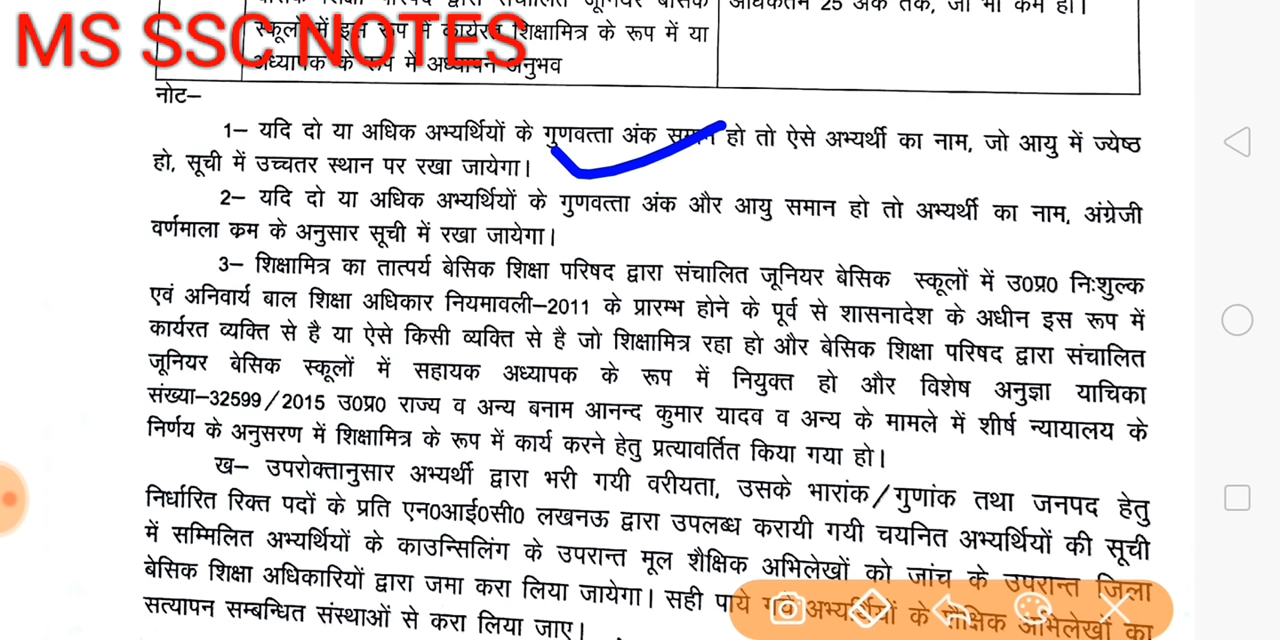 बेसिक शिक्षा परिषद द्वारा संचालित जूनियर बेसिक
अधिकतम 25 अंक तक, जो भी कम हो।
MS SSC NOTES
स्कूलों में इस रूप में कार्यरत शिक्षामित्र के रूप में या
अध्यापक के रूप में अध्यापन अनुभव
नोट–
1– यदि दो या अधिक अभ्यर्थियों के गुणवत्ता अंक समान हो तो ऐसे अभ्यर्थी का नाम, जो आयु में ज्येष्ठ
हो, सूची में उच्चतर स्थान पर रखा जायेगा।
2– यदि दो या अधिक अभ्यर्थियों के गुणवत्ता अंक और आयु समान हो तो अभ्यर्थी का नाम, अंग्रेजी
वर्णमाला क्रम के अनुसार सूची में रखा जायेगा।
3– शिक्षामित्र का तात्पर्य बेसिक शिक्षा परिषद द्वारा संचालित जूनियर बेसिक स्कूलों में उ0प्र0 निःशुल्क
एवं अनिवार्य बाल शिक्षा अधिकार नियमावली–2011 के प्रारम्भ होने के पूर्व से शासनादेश के अधीन इस रूप में
कार्यरत व्यक्ति से है या ऐसे किसी व्यक्ति से है जो शिक्षामित्र रहा हो और बेसिक शिक्षा परिषद द्वारा संचालित
जूनियर बेसिक स्कूलों में सहायक अध्यापक के रूप में नियुक्त हो और विशेष अनुज्ञा याचिका
संख्या–32599/2015 उ0प्र0 राज्य व अन्य बनाम आनन्द कुमार यादव व अन्य के मामले में शीर्ष न्यायालय के
निर्णय के अनुसरण में शिक्षामित्र के रूप में कार्य करने हेतु प्रत्यावर्तित किया गया हो।
ख– उपरोक्तानुसार अभ्यर्थी द्वारा भरी गयी वरीयता, उसके भारांक/गुणांक तथा जनपद हेतु
निर्धारित रिक्त पदों के प्रति एन0आई0सी0 लखनऊ द्वारा उपलब्ध करायी गयी चयनित अभ्यर्थियों की सूची
में सम्मिलित अभ्यर्थियों के काउन्सिलिंग के उपरान्त मूल शैक्षिक अभिलेखों को जांच के उपरान्त जिला
बेसिक शिक्षा अधिकारियों द्वारा जमा करा लिया जायेगा। सही पाये गये अभ्यर्थियों के शैक्षिक अभिलेखों का
सत्यापन सम्बन्धित संस्थाओं से करा लिया जाए।